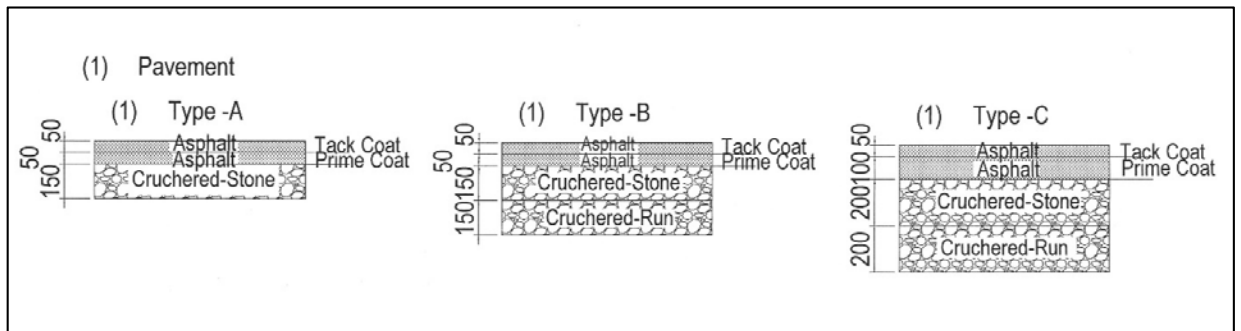 (1) Pavement
(1) Type -A
50
50
150
Asphalt
Asphalt
Cruchered-Stone
Tack Coat
Prime Coat
(1) Type -B
50
50
150
150
Asphalt
Asphalt
Cruchered-Stone
Cruchered-Run
Tack Coat
Prime Coat
(1) Type -C
50
100
200
200
Asphalt
Asphalt
Cruchered-Stone
Cruchered-Run
Tack Coat
Prime Coat